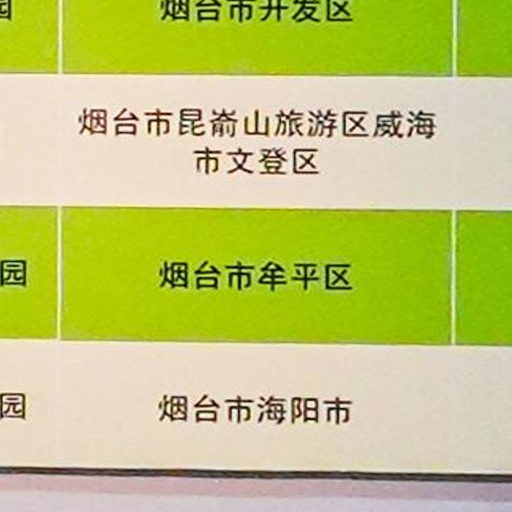 园 烟台市开发区
烟台市昆嵛山旅游区威海
市文登区
园 烟台市牟平区
园 烟台市海阳市